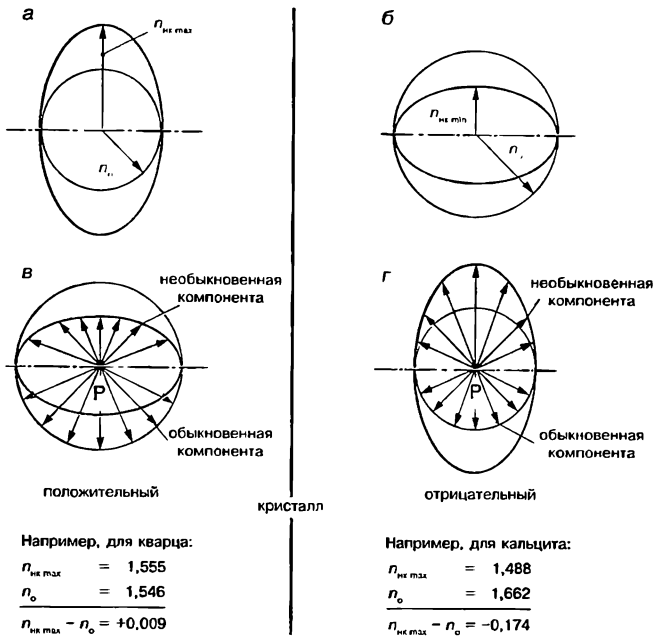 а
n нк max
n о
б
n нк min
n
в
необыкновенная
компонента
P
обыкновенная
компонента
положительный
г
необыкновенная
компонента
P
обыкновенная
компонента
отрицательный
кристалл
Например, для кварца:
n нк max = 1,555
n о = 1,546
n нк max – n о = +0,009
Например, для кальцита:
n нк max = 1,488
n о = 1,662
n нк max – n о = -0,174